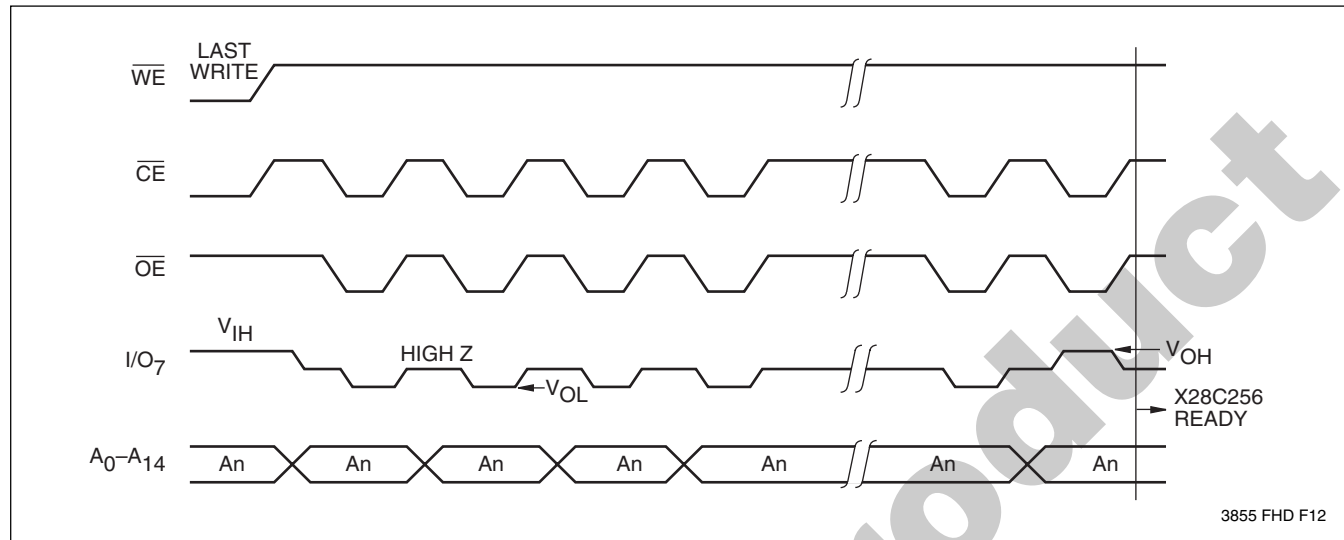 LAST
WRITE
WE
CE
OE
VIH
I/O7
HIGH Z
VOL
VOH
X28C256
READY
A0–A14
An An An An An An An
3855 FHD F12
roduct